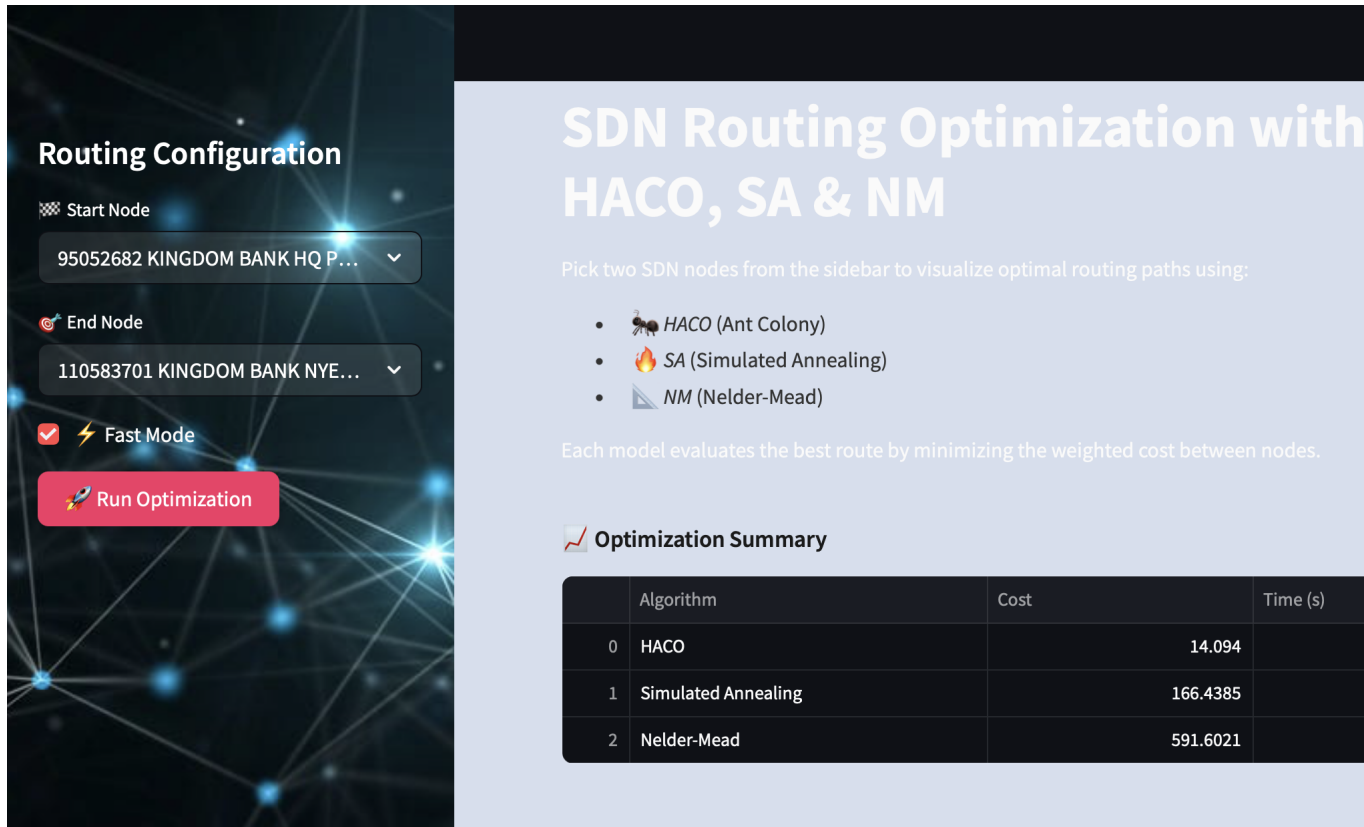 Routing Configuration
🏁 Start Node
95052682 KINGDOM BANK HQ P...
🎯 End Node
110583701 KINGDOM BANK NYE...
⚡ Fast Mode
🚀 Run Optimization
SDN Routing Optimization with
HACO, SA & NM
Pick two SDN nodes from the sidebar to visualize optimal routing paths using:
• 🐜 HACO (Ant Colony)
• 🔥 SA (Simulated Annealing)
• 📐 NM (Nelder-Mead)
Each model evaluates the best route by minimizing the weighted cost between nodes.
📈 Optimization Summary
Algorithm Cost Time (s)
0 HACO 14.094
1 Simulated Annealing 166.4385
2 Nelder-Mead 591.6021